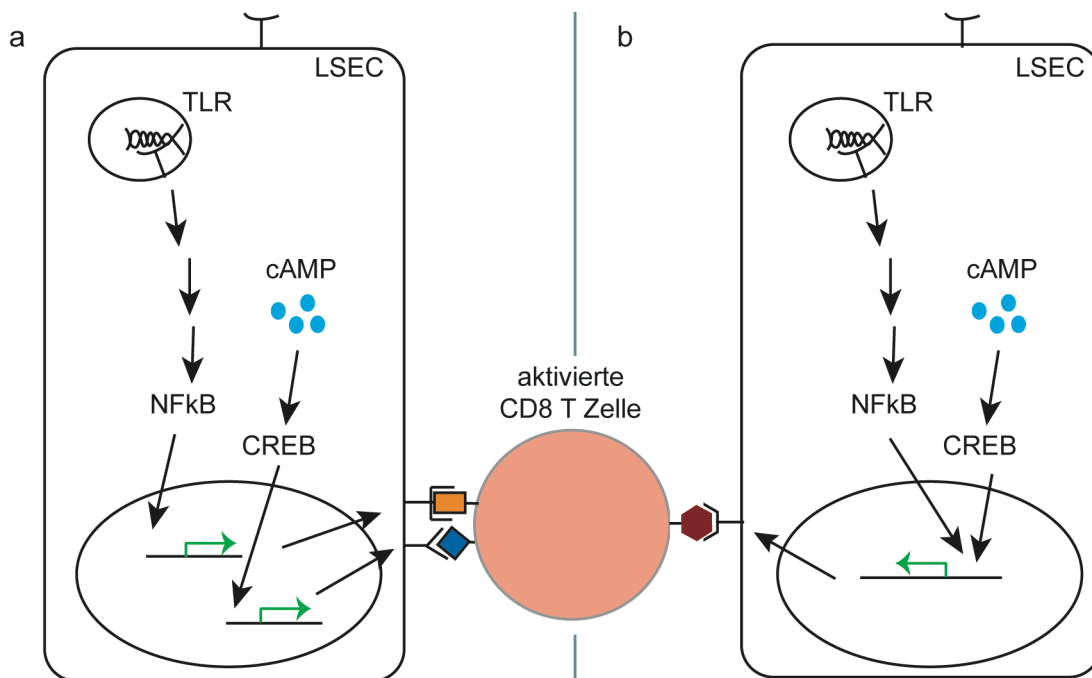 a
LSEC
TLR
cAMP
NFkB
CREB
aktivierte
CD8 T Zelle
b
LSEC
TLR
cAMP
NFkB
CREB